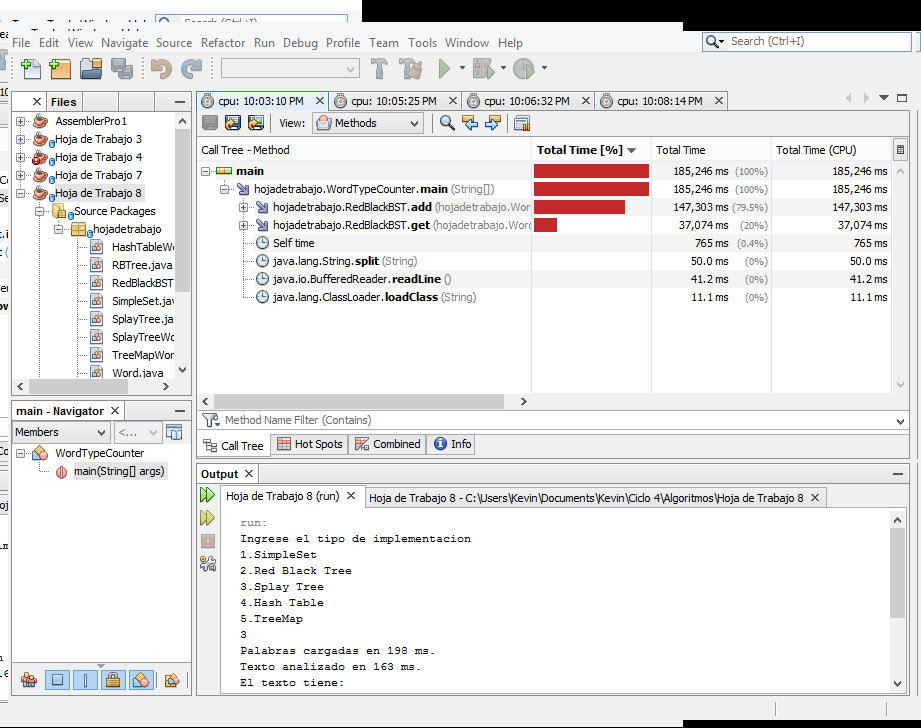 Search (Ctrl+I)
File Edit View Navigate Source Refactor Run Debug Profile Team Tools Window Help
Search (Ctrl+I)
Files
AssemblerPro1
Hoja de Trabajo 3
Hoja de Trabajo 4
Hoja de Trabajo 7
Hoja de Trabajo 8
Source Packages
hojadetrabajo
HashTableWo
RBTree.java
RedBlackBST
SimpleSet.jav
SplayTree.ja
SplayTreeWo
TreeMapWor
Word.java
main - Navigator
Members
<...
WordTypeCounter
main(String[] args)
cpu: 10:03:10 PM
cpu: 10:05:25 PM
cpu: 10:06:32 PM
cpu: 10:08:14 PM
View: Methods
Call Tree - Method Total Time [%] Total Time Total Time (CPU)
main 185,246 ms (100%) 185,246 ms
hojadetrabajo.WordTypeCounter.main (String[]) 185,246 ms (100%) 185,246 ms
hojadetrabajo.RedBlackBST.add (hojadetrabajo.Wor 147,303 ms (79.5%) 147,303 ms
hojadetrabajo.RedBlackBST.get (hojadetrabajo.Word 37,074 ms (20%) 37,074 ms
Self time 765 ms (0.4%) 765 ms
java.lang.String.split (String) 50.0 ms (0%) 50.0 ms
java.io.BufferedReader.readLine () 41.2 ms (0%) 41.2 ms
java.lang.ClassLoader.loadClass (String) 11.1 ms (0%) 11.1 ms
Method Name Filter (Contains)
Call Tree Hot Spots Combined Info
Output
Hoja de Trabajo 8 (run) Hoja de Trabajo 8 - C:\Users\Kevin\Documents\Kevin\Ciclo 4\Algoritmos\Hoja de Trabajo 8
run:
Ingrese el tipo de implementacion
1.SimpleSet
2.Red Black Tree
3.Splay Tree
4.Hash Table
5.TreeMap
3
Palabras cargadas en 198 ms.
Texto analizado en 163 ms.
El texto tiene: